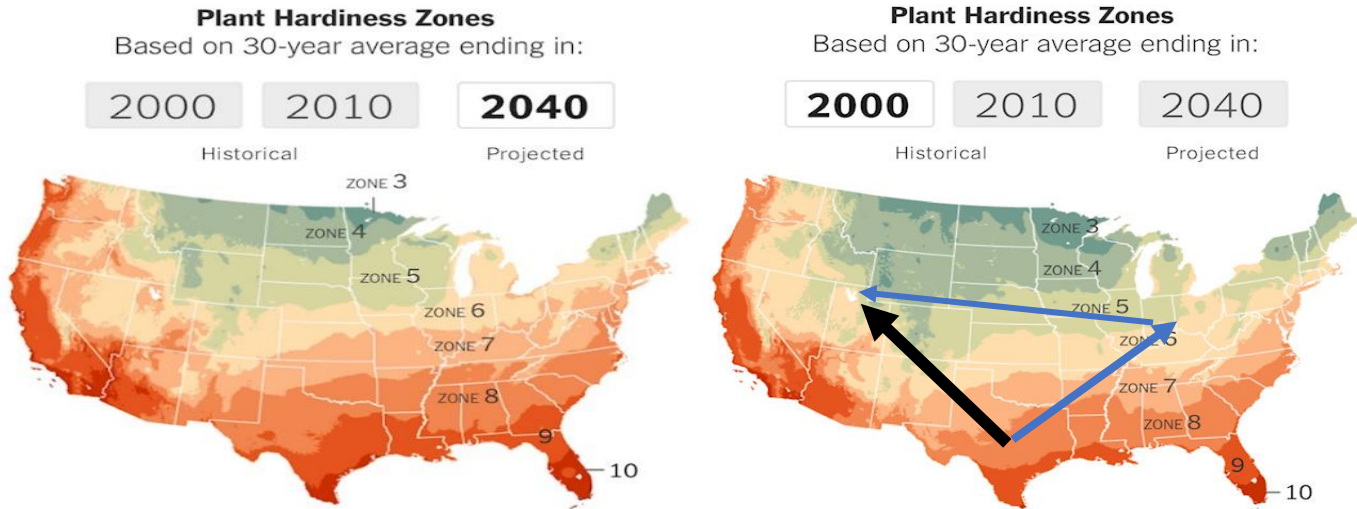 Plant Hardiness Zones
Based on 30-year average ending in:
2000 2010 2040
Historical Projected
ZONE 3
ZONE 4
ZONE 5
ZONE 6
ZONE 7
ZONE 8
9
10
Plant Hardiness Zones
Based on 30-year average ending in:
2000 2010 2040
Historical Projected
ZONE 3
ZONE 4
ZONE 5
ZONE 6
ZONE 7
ZONE 8
9
10